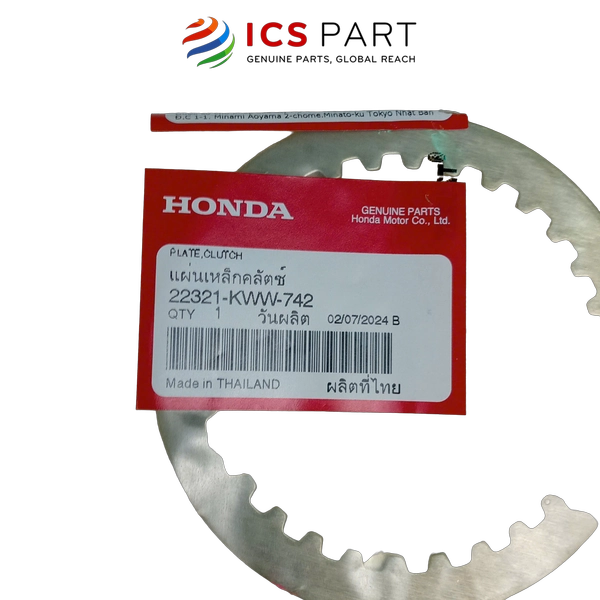 ICS PART
GENUINE PARTS, GLOBAL REACH
Đ,C 1-1, Minami Aoyama 2-chome,Minato-ku Tokyo Nhật Bản
HONDA
GENUINE PARTS
Honda Motor Co., Ltd.
PLATE,CLUTCH
แผ่นเหล็กคลัตช์
22321-KWW-742
QTY 1 วันผลิต 02/07/2024 B
Made in THAILAND ผลิตที่ไทย